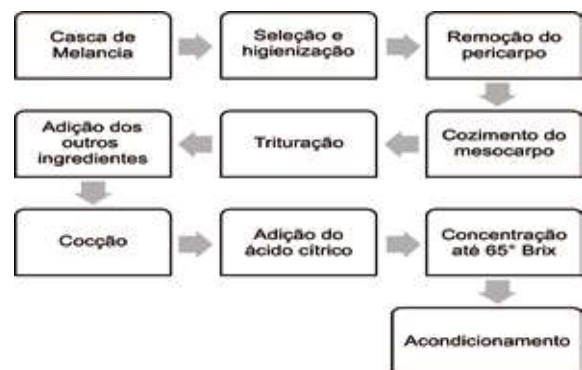 Casca de
Melancia
Seleção e
higienização
Remoção do
pericarpo
Cozimento do
mesocarpo
Trituração
Adição dos
outros
ingredientes
Cocção
Adição do
ácido cítrico
Concentração
até 65° Brix
Acondicionamento